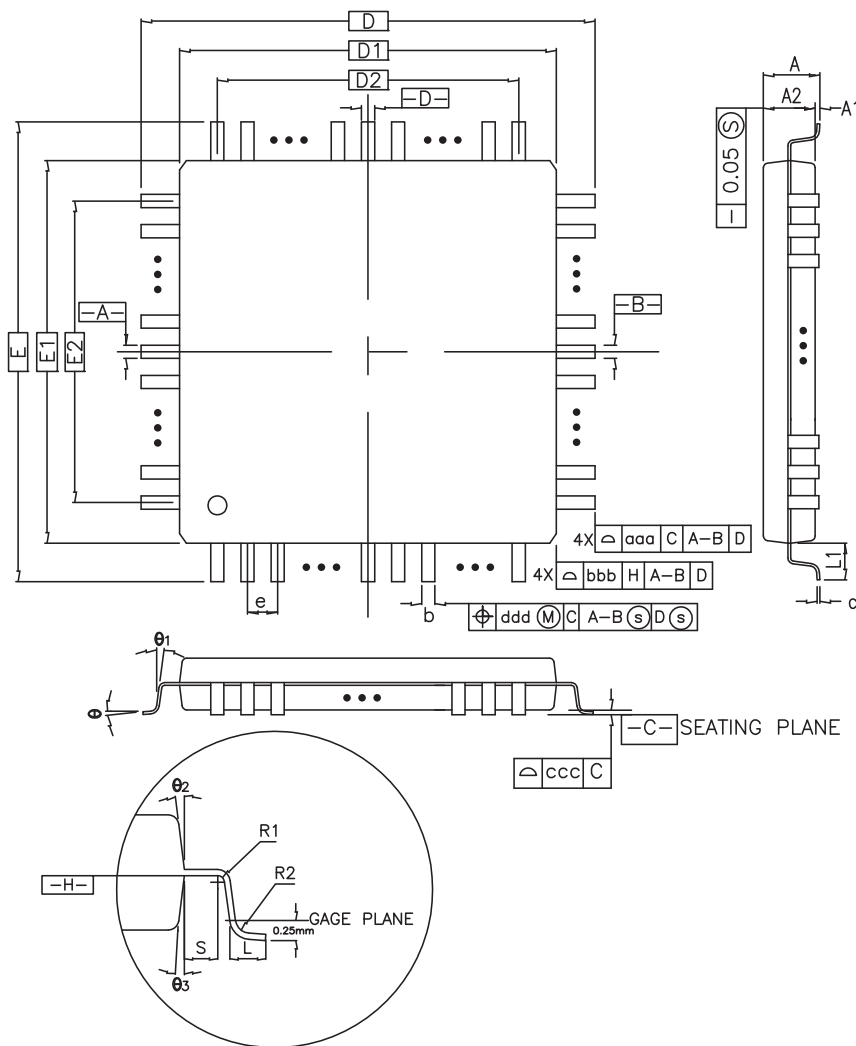 D
D1
D2
-D-
A
A2
A1
— 0.05 Ⓢ
-A-
-B-
E
E1
E2
4X ⌓ aaa C A-B D
4X ⌓ bbb H A-B D
L1
e
b
⌖ ddd Ⓜ C A-B ⓢ D ⓢ
c
θ1
θ
-C- SEATING PLANE
⌓ ccc C
θ2
R1
-H-
R2
GAGE PLANE
0.25mm
S
L
θ3